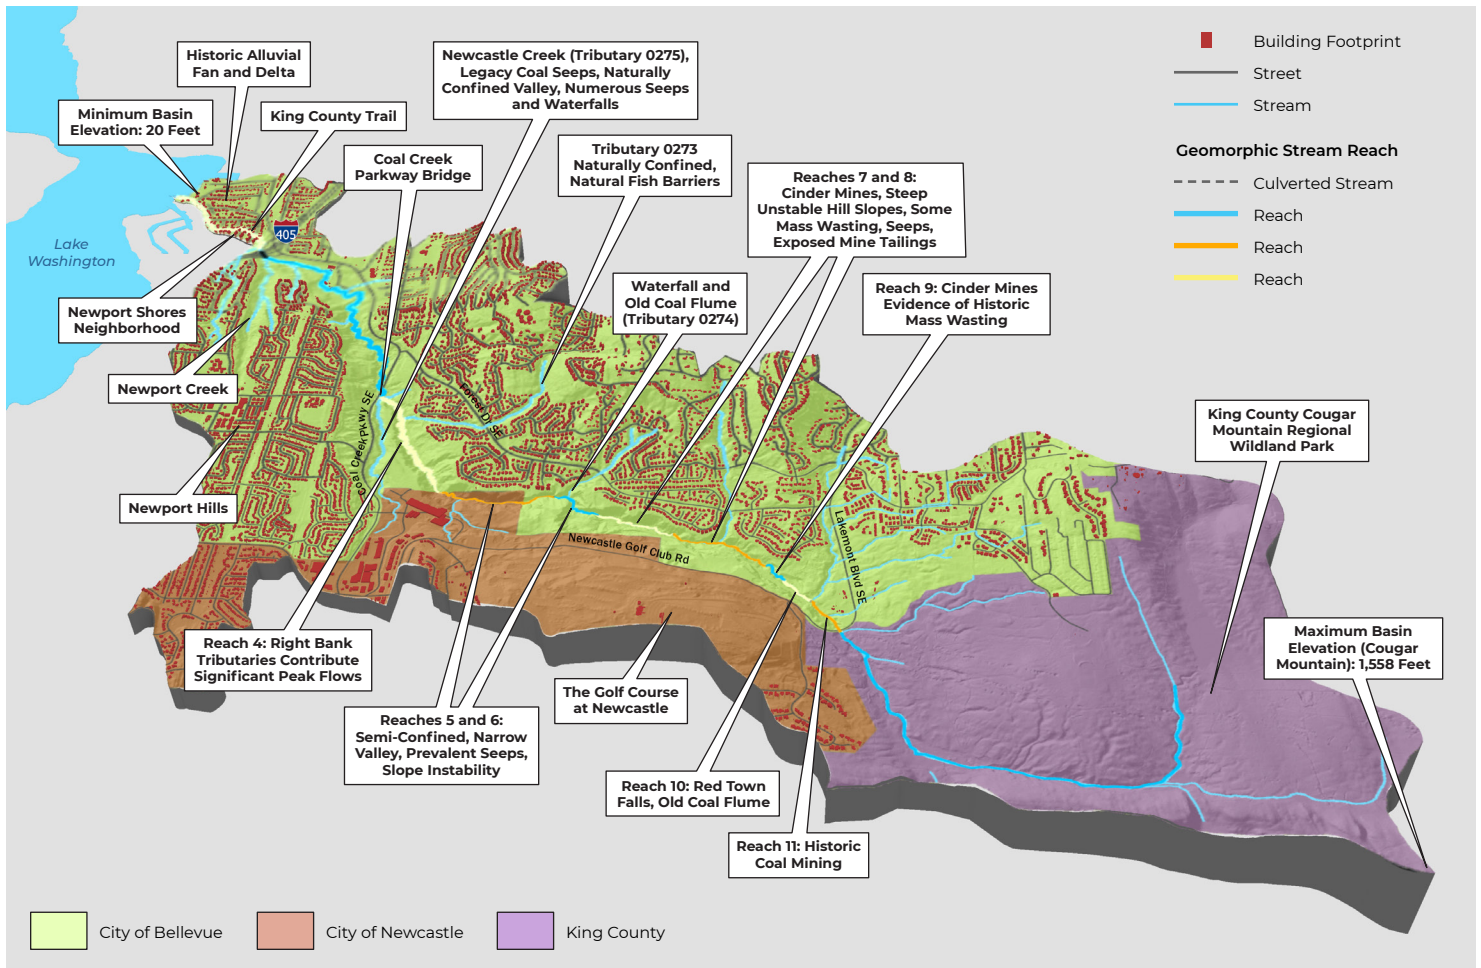 Historic Alluvial
Fan and Delta
Minimum Basin
Elevation: 20 Feet
King County Trail
Newcastle Creek (Tributary 0275),
Legacy Coal Seeps, Naturally
Confined Valley, Numerous Seeps
and Waterfalls
Coal Creek
Parkway Bridge
Tributary 0273
Naturally Confined,
Natural Fish Barriers
Reaches 7 and 8:
Cinder Mines, Steep
Unstable Hill Slopes, Some
Mass Wasting, Seeps,
Exposed Mine Tailings
Building Footprint
Street
Stream
Geomorphic Stream Reach
Culverted Stream
Reach
Reach
Reach
Lake
Washington
405
Newport Shores
Neighborhood
Waterfall and
Old Coal Flume
(Tributary 0274)
Reach 9: Cinder Mines
Evidence of Historic
Mass Wasting
Newport Creek
Coal Creek Pkwy SE
Forest Dr SE
King County Cougar
Mountain Regional
Wildland Park
Newport Hills
Newcastle Golf Club Rd
Lakemont Blvd SE
Reach 4: Right Bank
Tributaries Contribute
Significant Peak Flows
Maximum Basin
Elevation (Cougar
Mountain): 1,558 Feet
The Golf Course
at Newcastle
Reaches 5 and 6:
Semi-Confined, Narrow
Valley, Prevalent Seeps,
Slope Instability
Reach 10: Red Town
Falls, Old Coal Flume
Reach 11: Historic
Coal Mining
City of Bellevue
City of Newcastle
King County